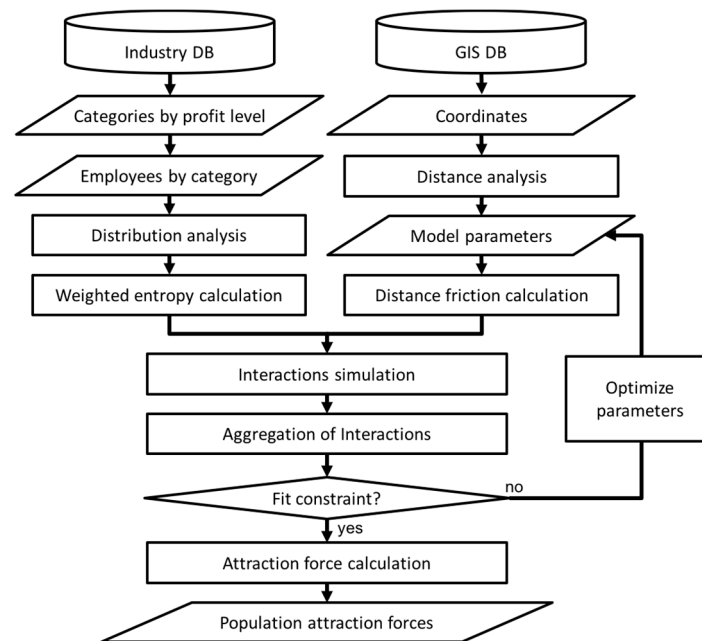 Industry DB
GIS DB
Categories by profit level
Coordinates
Employees by category
Distance analysis
Distribution analysis
Model parameters
Weighted entropy calculation
Distance friction calculation
Interactions simulation
Optimize
parameters
Aggregation of Interactions
Fit constraint?
no
yes
Attraction force calculation
Population attraction forces